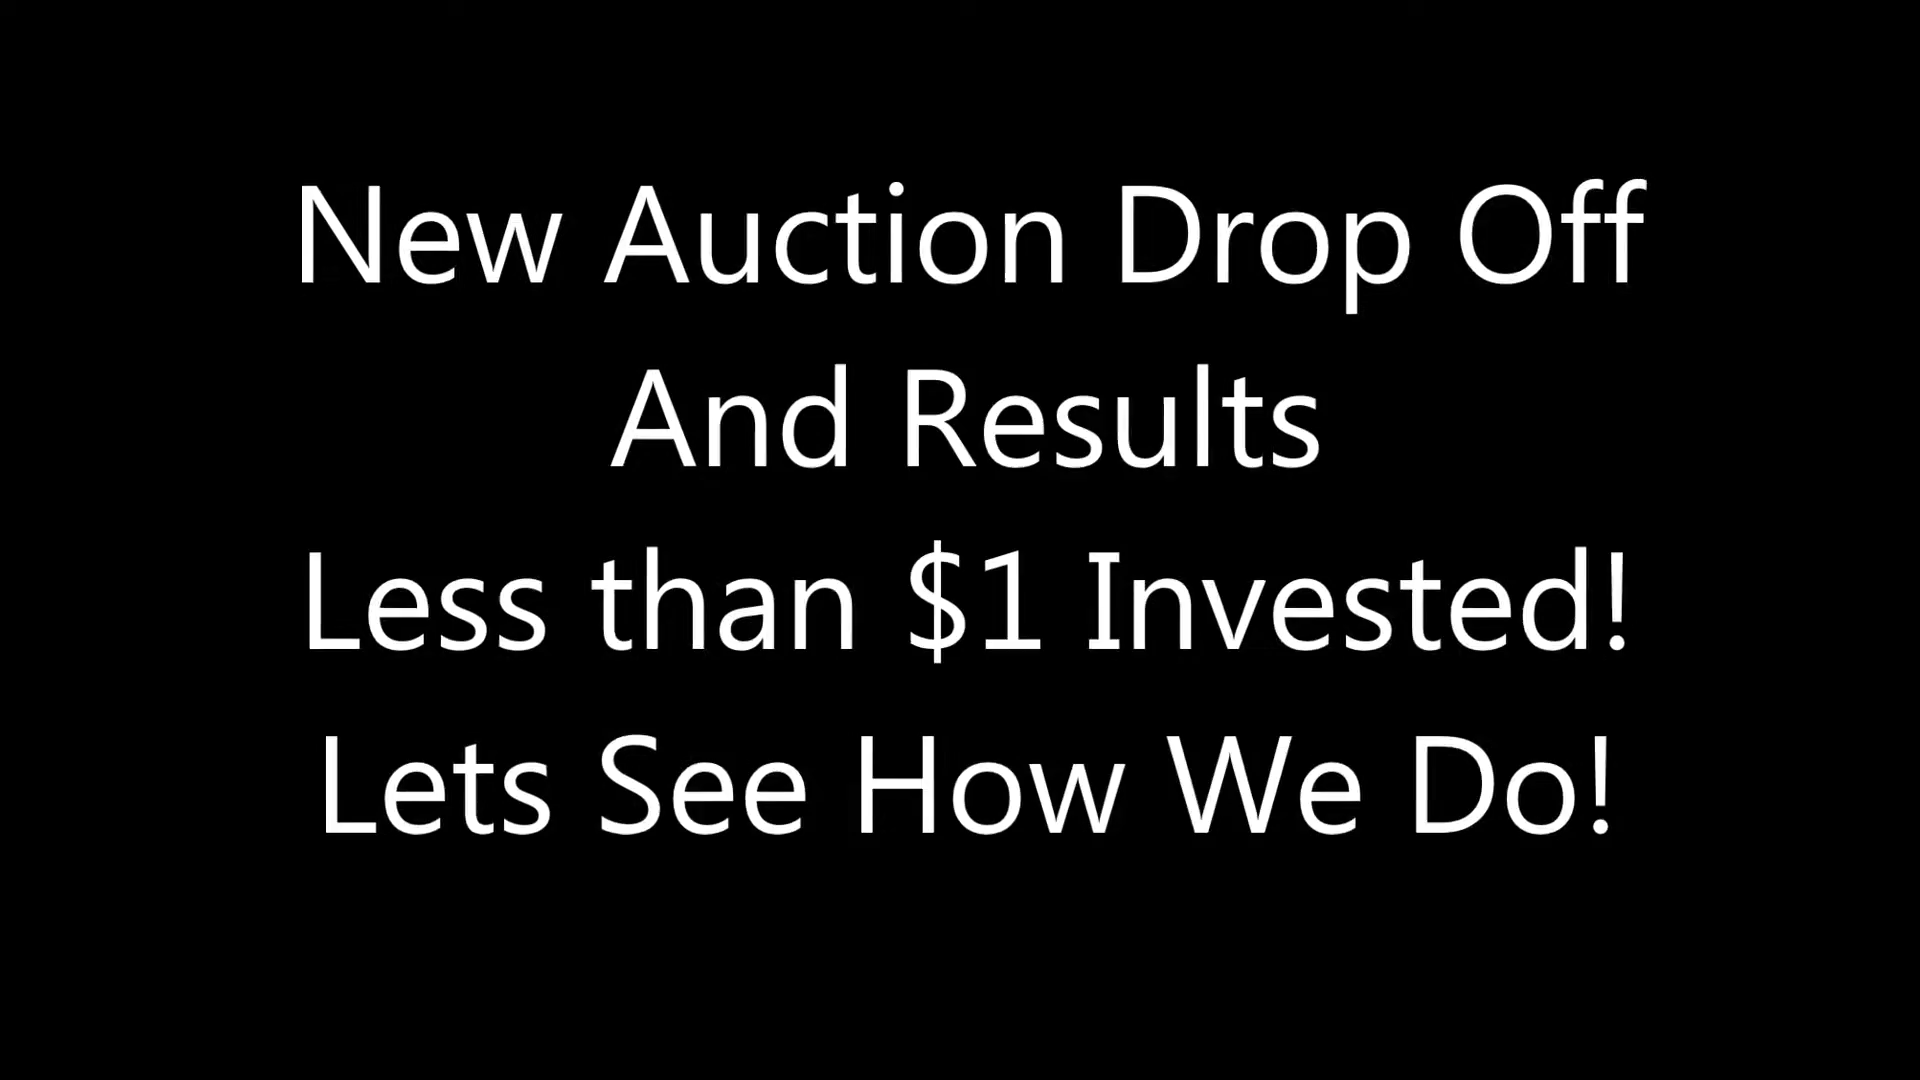 New Auction Drop Off
And Results
Less than $1 Invested!
Lets See How We Do!